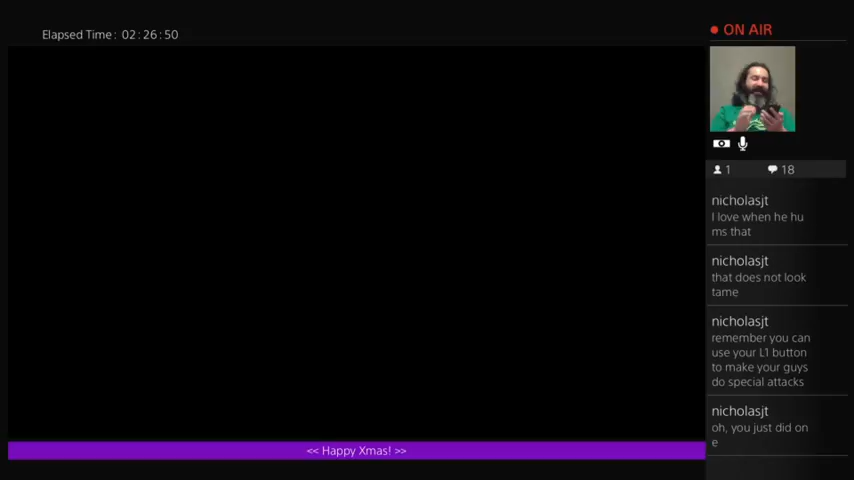 Elapsed Time: 02:26:50
ON AIR
1 18
nicholasjt
I love when he hu
ms that
nicholasjt
that does not look
tame
nicholasjt
remember you can
use your L1 button
to make your guys
do special attacks
nicholasjt
oh, you just did on
e
<< Happy Xmas! >>